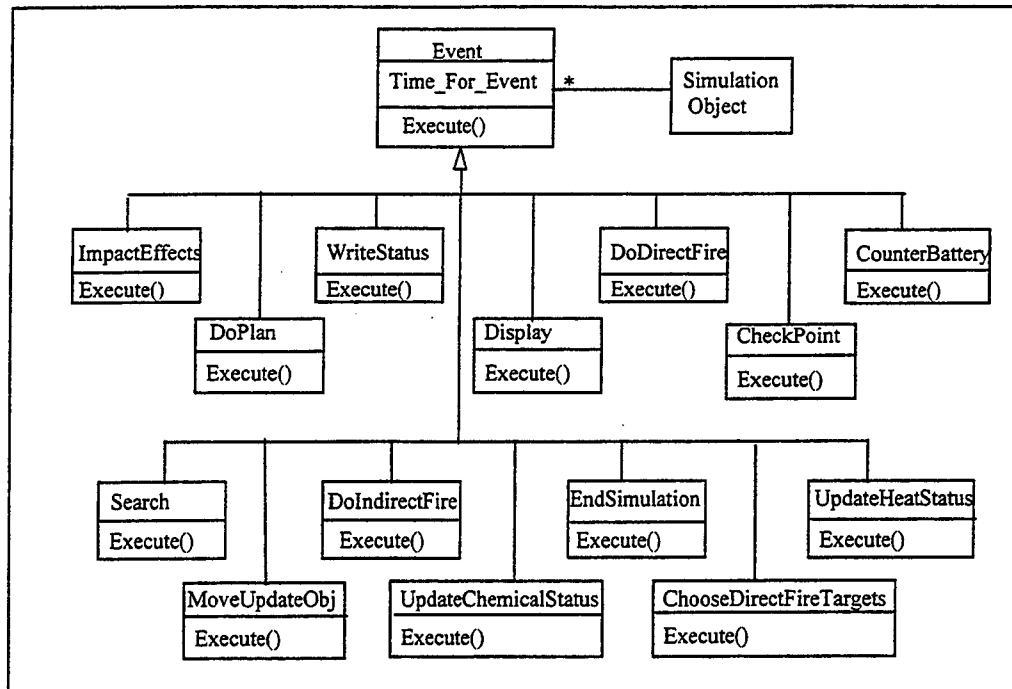 Event
Time_For_Event
Execute()
*
Simulation
Object
ImpactEffects
Execute()
WriteStatus
Execute()
DoDirectFire
Execute()
CounterBattery
Execute()
DoPlan
Execute()
Display
Execute()
CheckPoint
Execute()
Search
Execute()
DoIndirectFire
Execute()
EndSimulation
Execute()
UpdateHeatStatus
Execute()
MoveUpdateObj
Execute()
UpdateChemicalStatus
Execute()
ChooseDirectFireTargets
Execute()